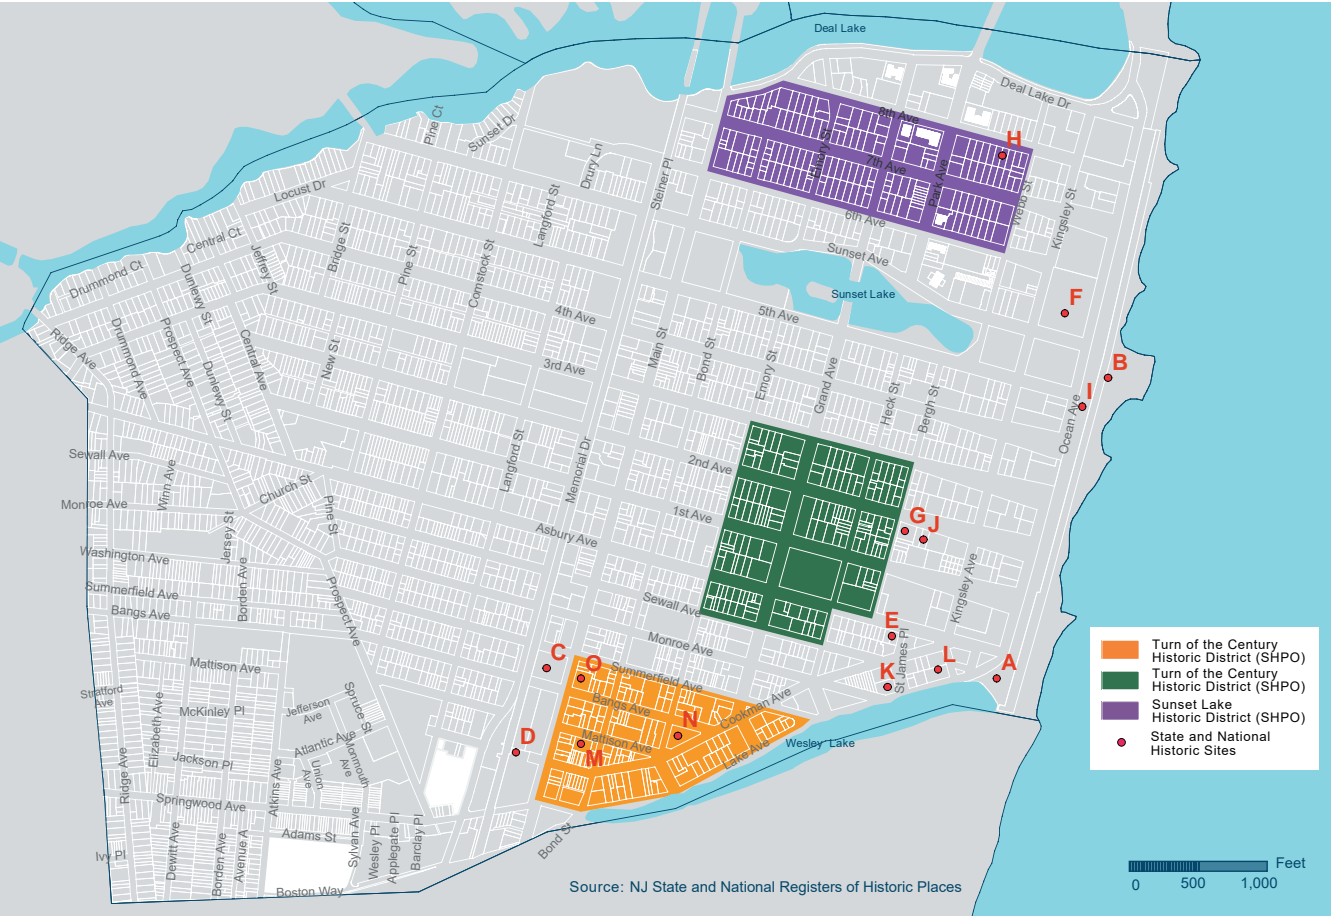 Deal Lake
Deal Lake Dr
8th Ave
Pine Ct
Sunset Dr
H
Emory St
7th Ave
Drury Ln
Steiner Pl
Park Ave
Locust Dr
Langford St
Webb St
Kingsley St
6th Ave
Central Ct
Bridge St
Sunset Ave
Jeffrey St
Pine St
Comstock St
Drummond Ct
Dunlewy St
Sunset Lake
F
4th Ave
5th Ave
Ridge Ave
Drummond Ave
Prospect Ave
Central Ave
New St
Main St
Bond St
3rd Ave
B
Dunlewy St
Emory St
Grand Ave
I
Heck St
Bergh St
Ocean Ave
Sewall Ave
Langford St
Memorial Dr
2nd Ave
Winn Ave
Church St
Monroe Ave
Pine St
1st Ave
G
J
Jersey St
Asbury Ave
Washington Ave
Kingsley Ave
Summerfield Ave
Borden Ave
Bangs Ave
Prospect Ave
Sewall Ave
E
Monroe Ave
Mattison Ave
C
O
St James Pl
L
A
K
Summerfield Ave
Stratford
Ave
Elizabeth Ave
McKinley Pl
Jefferson
Ave
Spruce St
Bangs Ave
Cookman Ave
N
Atlantic Ave
Monmouth
Ave
D
Mattison Ave
M
Lake Ave
Wesley Lake
Jackson Pl
Ridge Ave
Union
Ave
Atkins Ave
Springwood Ave
Adams St
Sylvan Ave
Wesley Pl
Applegate Pl
Barclay Pl
Bond St
Ivy Pl
Dewitt Ave
Borden Ave
Avenue A
Boston Way
Turn of the Century
Historic District (SHPO)
Turn of the Century
Historic District (SHPO)
Sunset Lake
Historic District (SHPO)
State and National
Historic Sites
Feet
0 500 1,000
Source: NJ State and National Registers of Historic Places